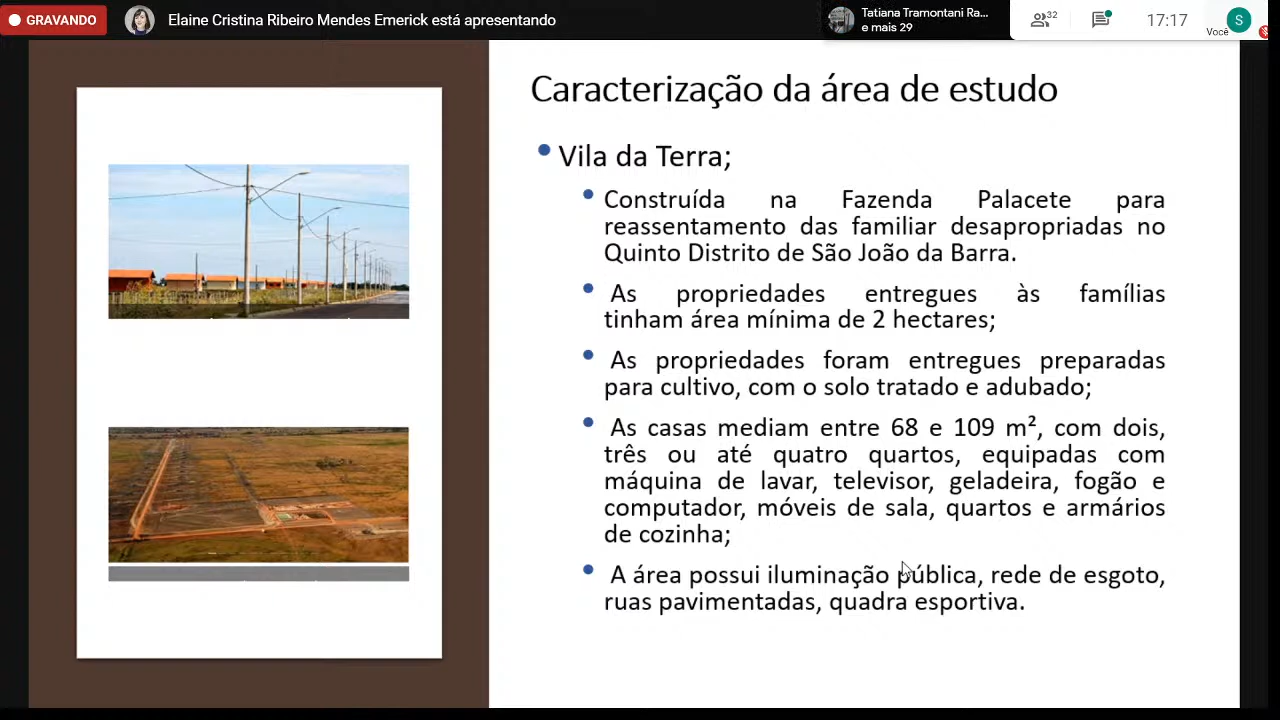 GRAVANDO
Elaine Cristina Ribeiro Mendes Emerick está apresentando
Tatiana Tramontani Ra...
e mais 29
32
17:17
Você
S
Caracterização da área de estudo
Vila da Terra;
Construída na Fazenda Palacete para
reassentamento das familiar desapropriadas no
Quinto Distrito de São João da Barra.
As propriedades entregues às famílias
tinham área mínima de 2 hectares;
As propriedades foram entregues preparadas
para cultivo, com o solo tratado e adubado;
As casas mediam entre 68 e 109 m², com dois,
três ou até quatro quartos, equipadas com
máquina de lavar, televisor, geladeira, fogão e
computador, móveis de sala, quartos e armários
de cozinha;
A área possui iluminação pública, rede de esgoto,
ruas pavimentadas, quadra esportiva.